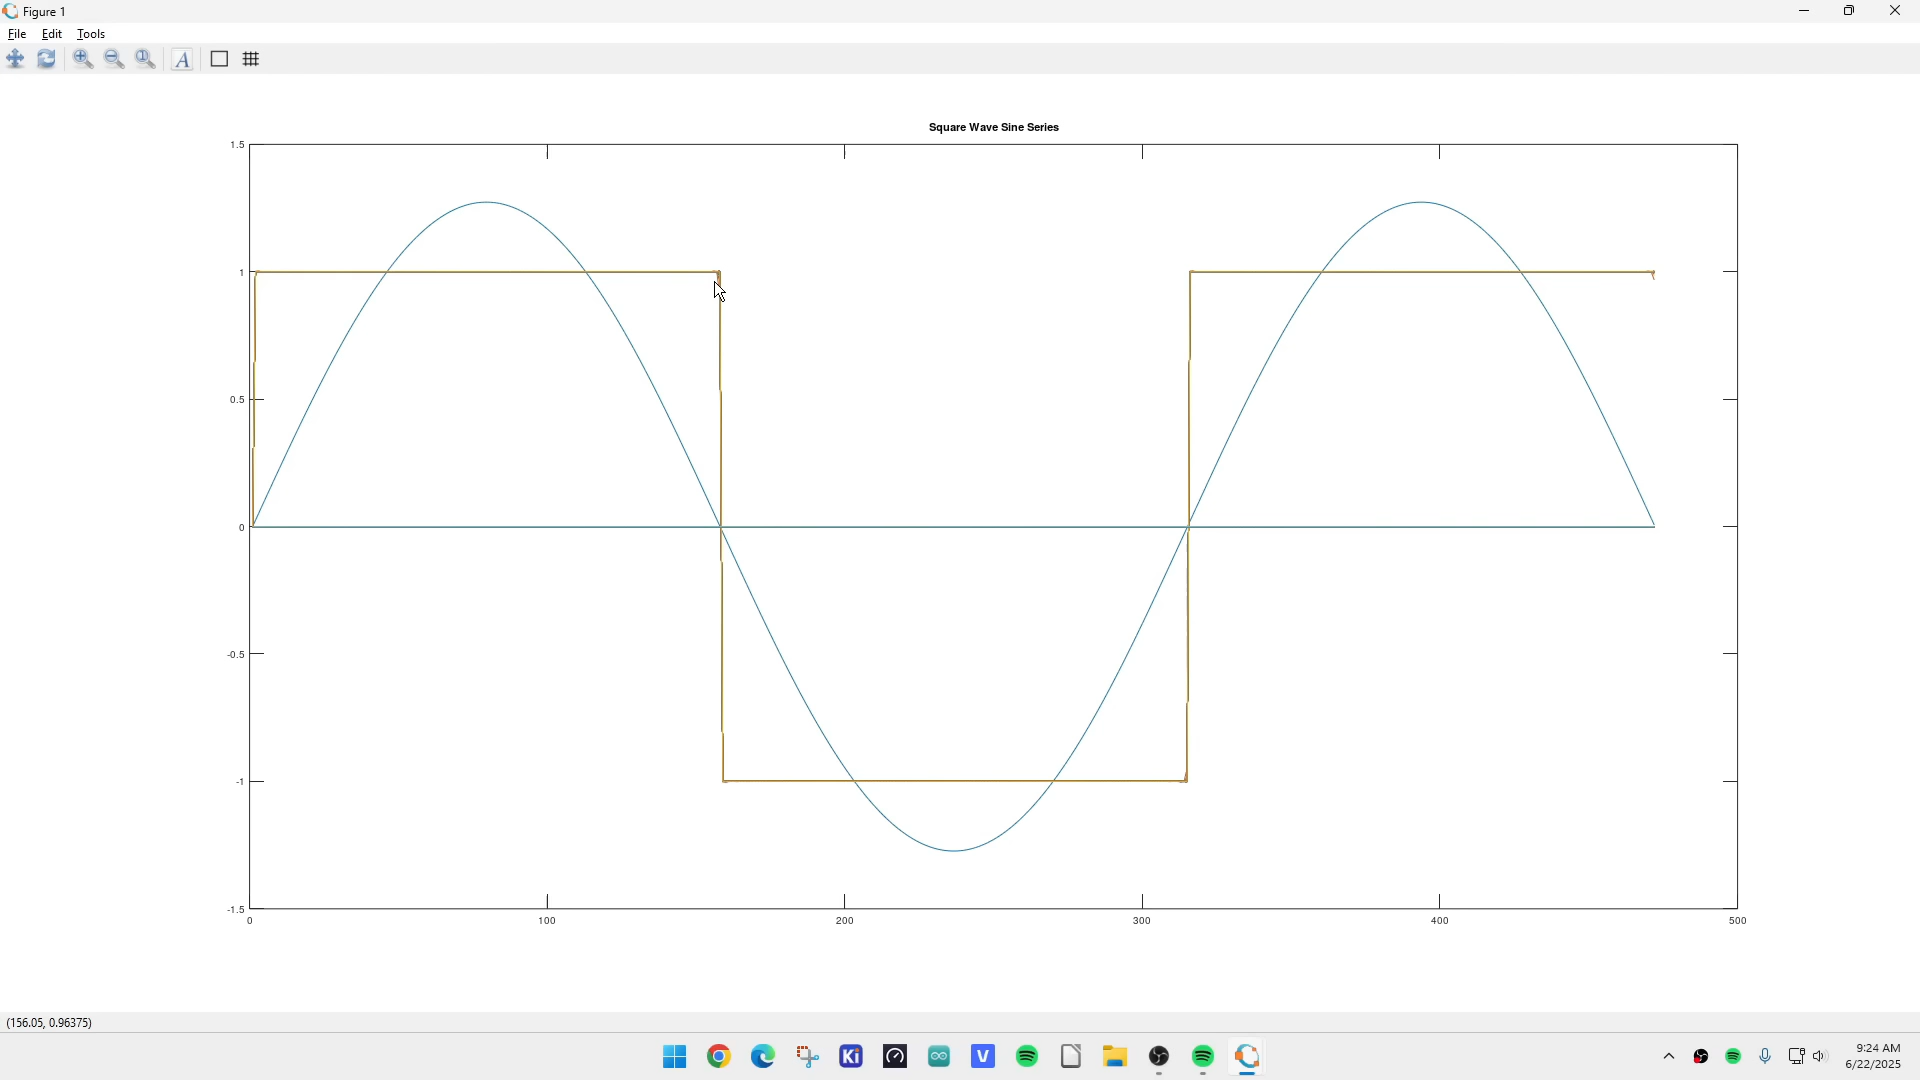 Figure 1
File Edit Tools
Square Wave Sine Series
1.5
1
0.5
0
-0.5
-1
-1.5
0 100 200 300 400 500
(156.05, 0.96375)
9:24 AM
6/22/2025